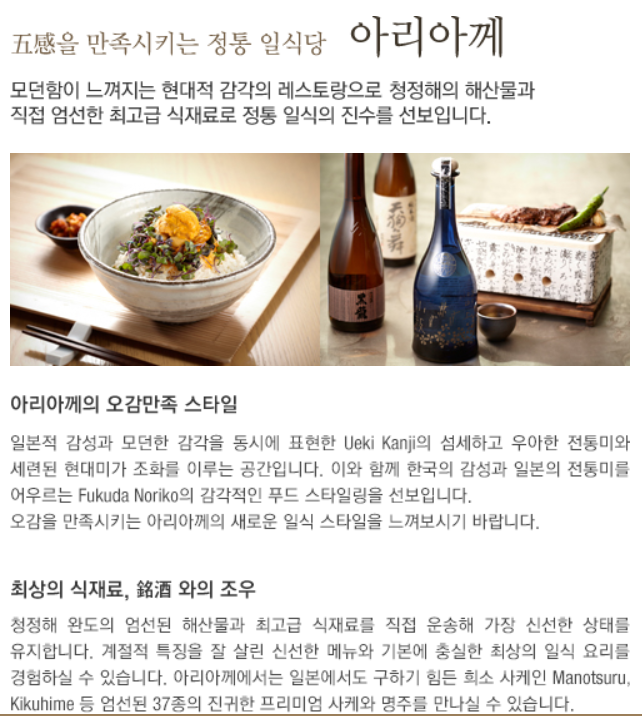 五感을 만족시키는 정통 일식당 아리아께
모던함이 느껴지는 현대적 감각의 레스토랑으로 청정해의 해산물과
직접 엄선한 최고급 식재료로 정통 일식의 진수를 선보입니다.
黒龍
아리아께의 오감만족 스타일
일본적 감성과 모던한 감각을 동시에 표현한 Ueki Kanji의 섬세하고 우아한 전통미와
세련된 현대미가 조화를 이루는 공간입니다. 이와 함께 한국의 감성과 일본의 전통미를
어우르는 Fukuda Noriko의 감각적인 푸드 스타일링을 선보입니다.
오감을 만족시키는 아리아께의 새로운 일식 스타일을 느껴보시기 바랍니다.
최상의 식재료, 銘酒 와의 조우
청정해 완도의 엄선된 해산물과 최고급 식재료를 직접 운송해 가장 신선한 상태를
유지합니다. 계절적 특징을 잘 살린 신선한 메뉴와 기본에 충실한 최상의 일식 요리를
경험하실 수 있습니다. 아리아께에서는 일본에서도 구하기 힘든 희소 사케인 Manotsuru,
Kikuhime 등 엄선된 37종의 진귀한 프리미엄 사케와 명주를 만나실 수 있습니다.